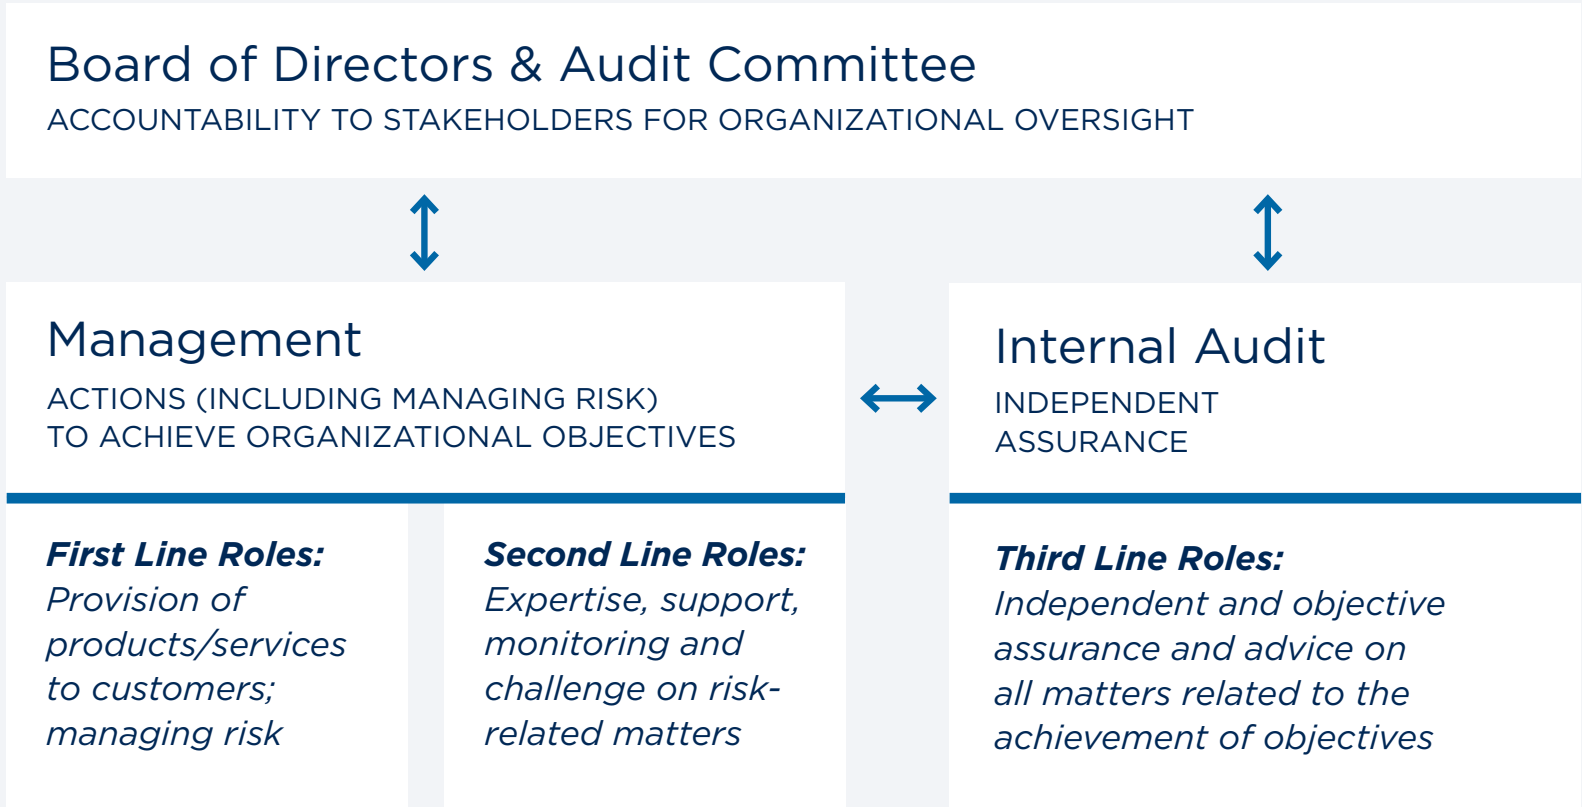 Board of Directors & Audit Committee
ACCOUNTABILITY TO STAKEHOLDERS FOR ORGANIZATIONAL OVERSIGHT
Management
ACTIONS (INCLUDING MANAGING RISK)
TO ACHIEVE ORGANIZATIONAL OBJECTIVES
First Line Roles:
Provision of
products/services
to customers;
managing risk
Second Line Roles:
Expertise, support,
monitoring and
challenge on risk-
related matters
Internal Audit
INDEPENDENT
ASSURANCE
Third Line Roles:
Independent and objective
assurance and advice on
all matters related to the
achievement of objectives